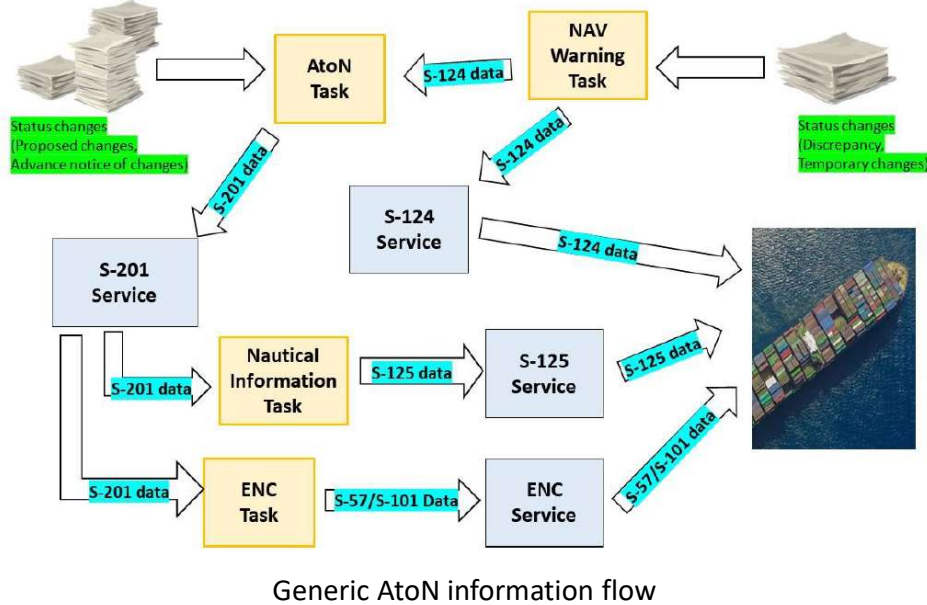 NAV
Warning
Task
AtoN
Task
S-124 data
Status changes
(Proposed changes,
Advance notice of changes)
Status changes
(Discrepancy,
Temporary changes)
S-201 data
S-124 data
S-124
Service
S-124 data
S-201
Service
Nautical
Information
Task
S-201 data
S-125 data
S-125
Service
S-125 data
S-201 data
ENC
Task
S-57/S-101 Data
ENC
Service
S-57/S-101 data
Generic AtoN information flow